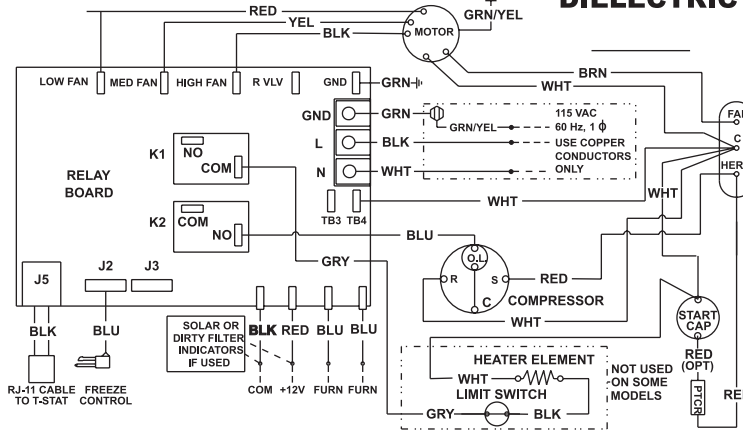 DIELECTRIC
RED
YEL
BLK
GRN/YEL
MOTOR
LOW FAN
MED FAN
HIGH FAN
R VLV
GND
GRN
BRN
WHT
GND
GRN
GRN/YEL
115 VAC
60 Hz, 1 ϕ
USE COPPER
CONDUCTORS
ONLY
L
BLK
N
WHT
K1
NO
COM
RELAY
BOARD
K2
COM
NO
TB3
TB4
WHT
WHT
C
BLU
GRY
O.L.
R
S
C
RED
COMPRESSOR
WHT
J5
J2
J3
START
CAP
RED
(OPT)
PTCR
BLK
BLU
SOLAR OR
DIRTY FILTER
INDICATORS
IF USED
BLK
RED
BLU
BLU
COM
+12V
FURN
FURN
RJ-11 CABLE
TO T-STAT
FREEZE
CONTROL
HEATER ELEMENT
WHT
LIMIT SWITCH
GRY
BLK
NOT USED
ON SOME
MODELS